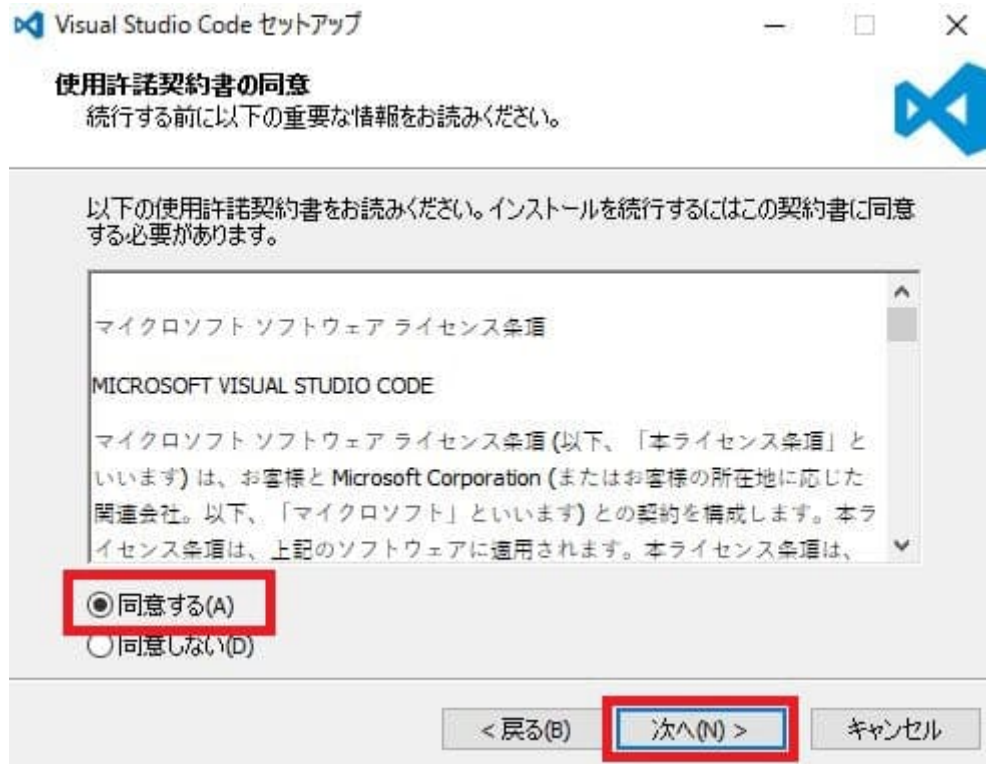 Visual Studio Code セットアップ
使用許諾契約書の同意
続行する前に以下の重要な情報をお読みください。
以下の使用許諾契約書をお読みください。インストールを続行するにはこの契約書に同意
する必要があります。
マイクロソフト ソフトウェア ライセンス条項
MICROSOFT VISUAL STUDIO CODE
マイクロソフト ソフトウェア ライセンス条項 (以下、「本ライセンス条項」と
いいます) は、お客様と Microsoft Corporation (またはお客様の所在地に応じた
関連会社。以下、「マイクロソフト」といいます) との契約を構成します。本ラ
イセンス条項は、上記のソフトウェアに適用されます。本ライセンス条項は、
同意する(A)
同意しない(D)
< 戻る(B) 次へ(N) > キャンセル